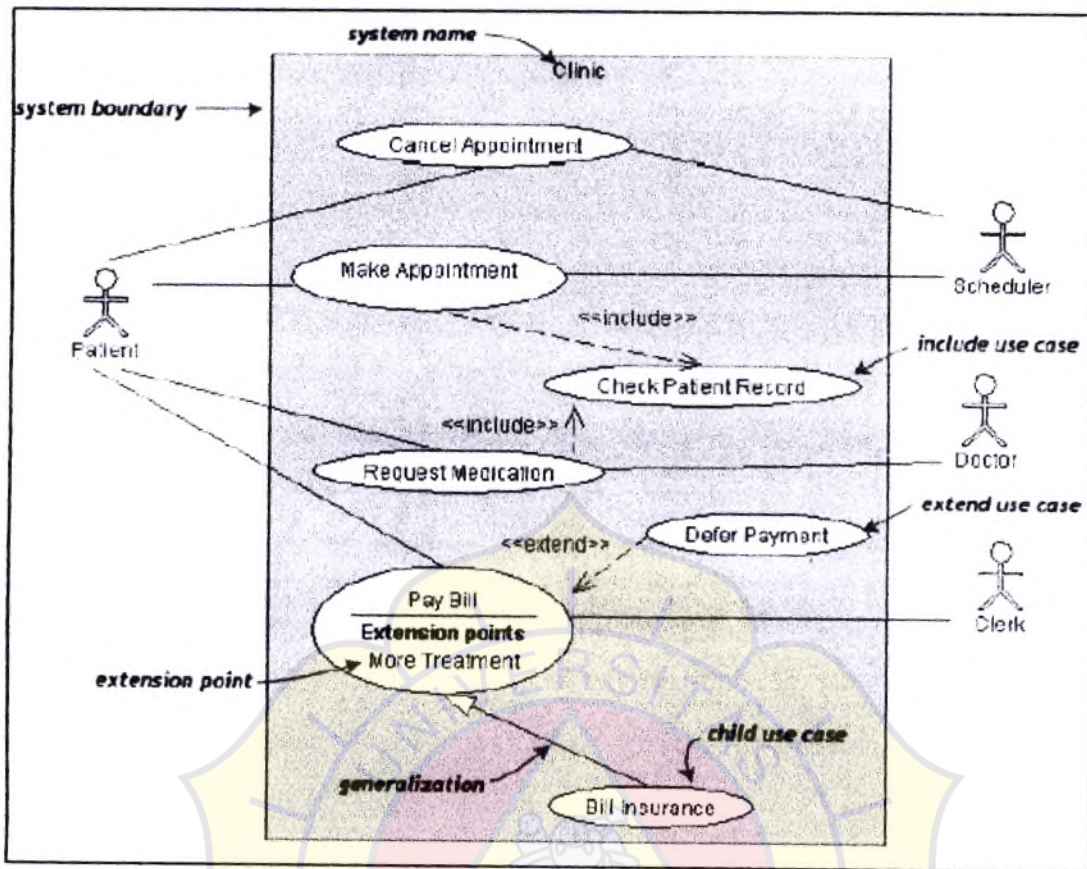 system name
Clinic
system boundary
Cancel Appointment
Make Appointment
Scheduler
<<include>>
Patient
include use case
Check Patient Record
<<include>>
Request Medication
Doctor
extend use case
<<extend>>
Defer Payment
Pay Bill
Extension points
More Treatment
Clerk
extension point
UNIVERSITAS
child use case
generalization
Bill Insurance